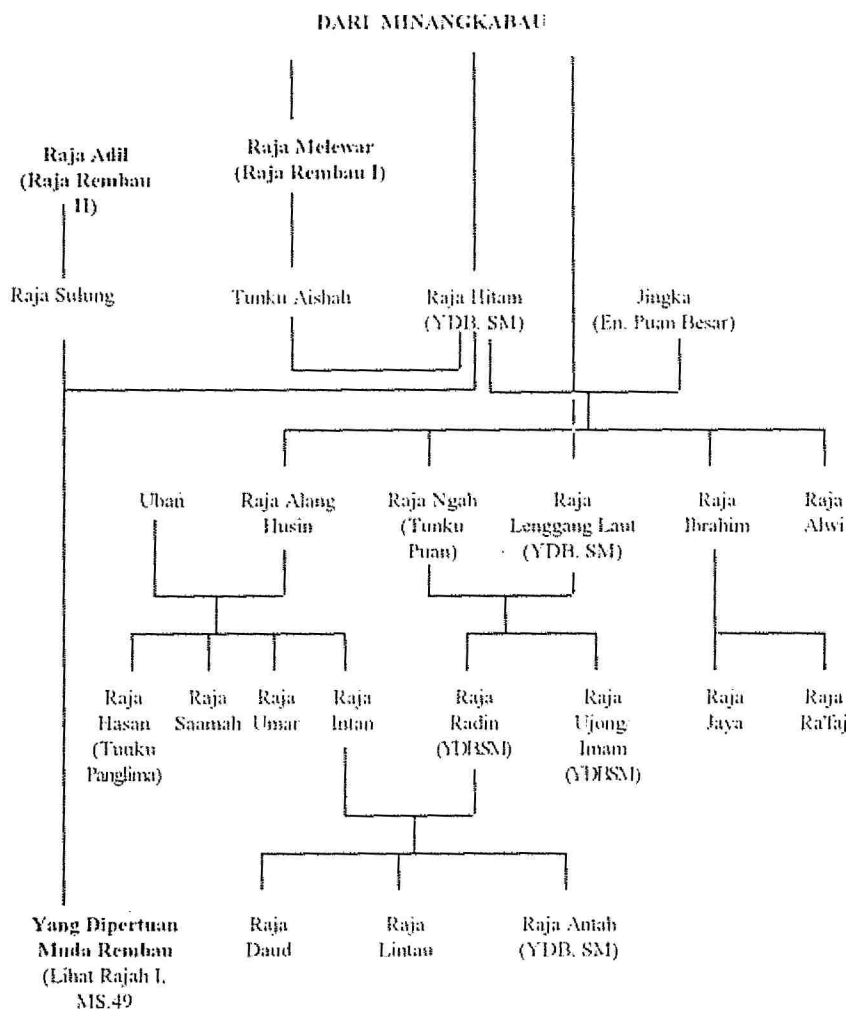 DARI MINANGKABAU
Raja Adil
(Raja Rembau
II)
Raja Melewar
(Raja Rembau I)
Raja Sulung
Tunku Aishah
Raja Hitam
(YDB. SM)
Jingka
(En. Puan Besar)
Uban
Raja Alang
Husin
Raja Ngah
(Tunku
Puan)
Raja
Lenggang Laut
(YDB. SM)
Raja
Ibrahim
Raja
Alwi
Raja
Hasan
(Tunku
Panglima)
Raja
Saamah
Raja
Umar
Raja
Intan
Raja
Radin
(YDBSM)
Raja
Ujong/
Imam
(YDBSM)
Raja
Jaya
Raja
RaTaj
Yang Dipertuan
Muda Rembau
(Lihat Rajah I,
MS.49
Raja
Daud
Raja
Lintau
Raja Antah
(YDB. SM)